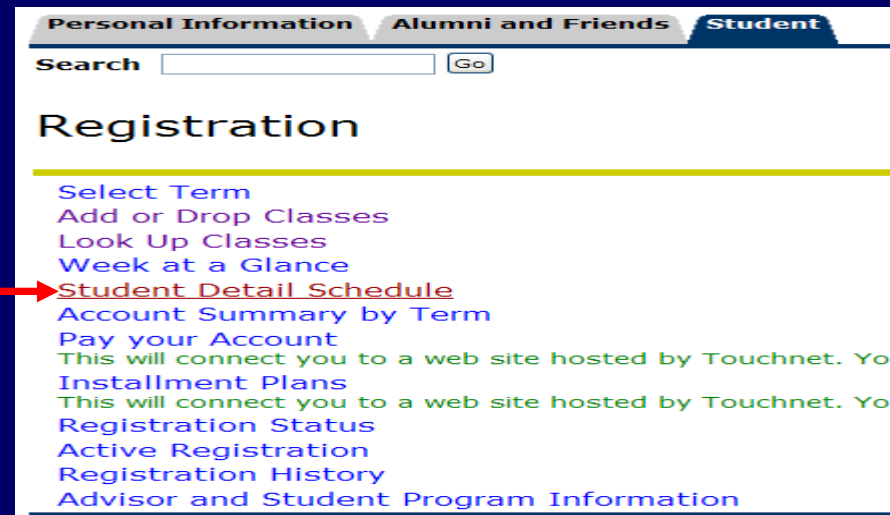 Personal Information Alumni and Friends Student
Search Go
Registration
Select Term
Add or Drop Classes
Look Up Classes
Week at a Glance
Student Detail Schedule
Account Summary by Term
Pay your Account
This will connect you to a web site hosted by Touchnet. Yo
Installment Plans
This will connect you to a web site hosted by Touchnet. Yo
Registration Status
Active Registration
Registration History
Advisor and Student Program Information